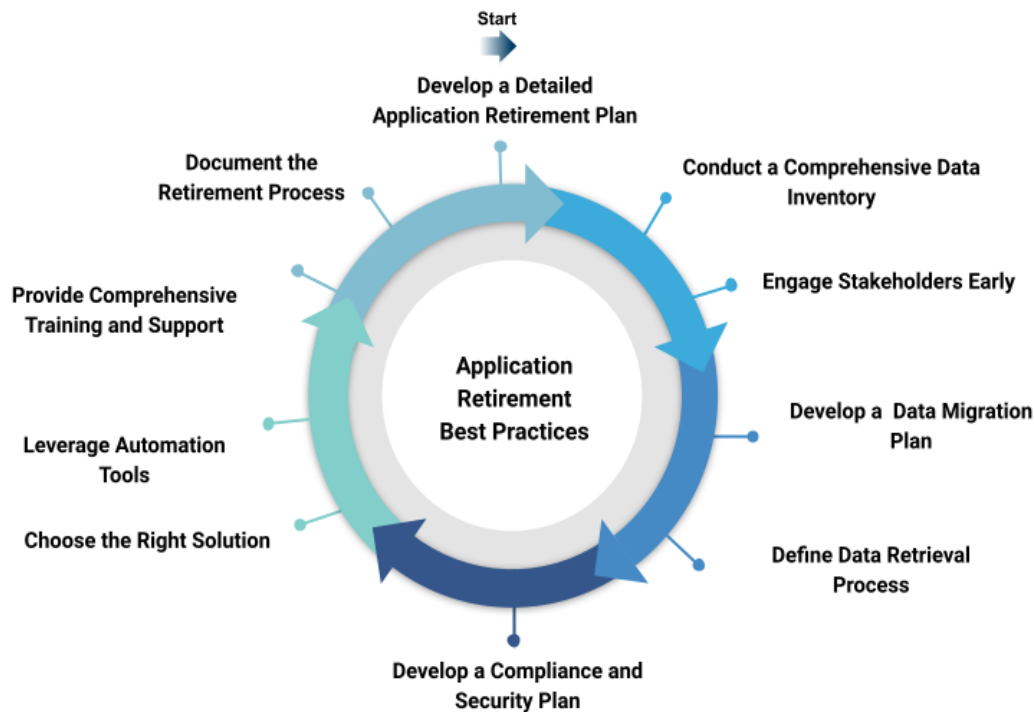 Start
Develop a Detailed
Application Retirement Plan
Conduct a Comprehensive Data
Inventory
Engage Stakeholders Early
Develop a Data Migration
Plan
Define Data Retrieval
Process
Develop a Compliance and
Security Plan
Choose the Right Solution
Leverage Automation
Tools
Provide Comprehensive
Training and Support
Document the
Retirement Process
Application
Retirement
Best Practices